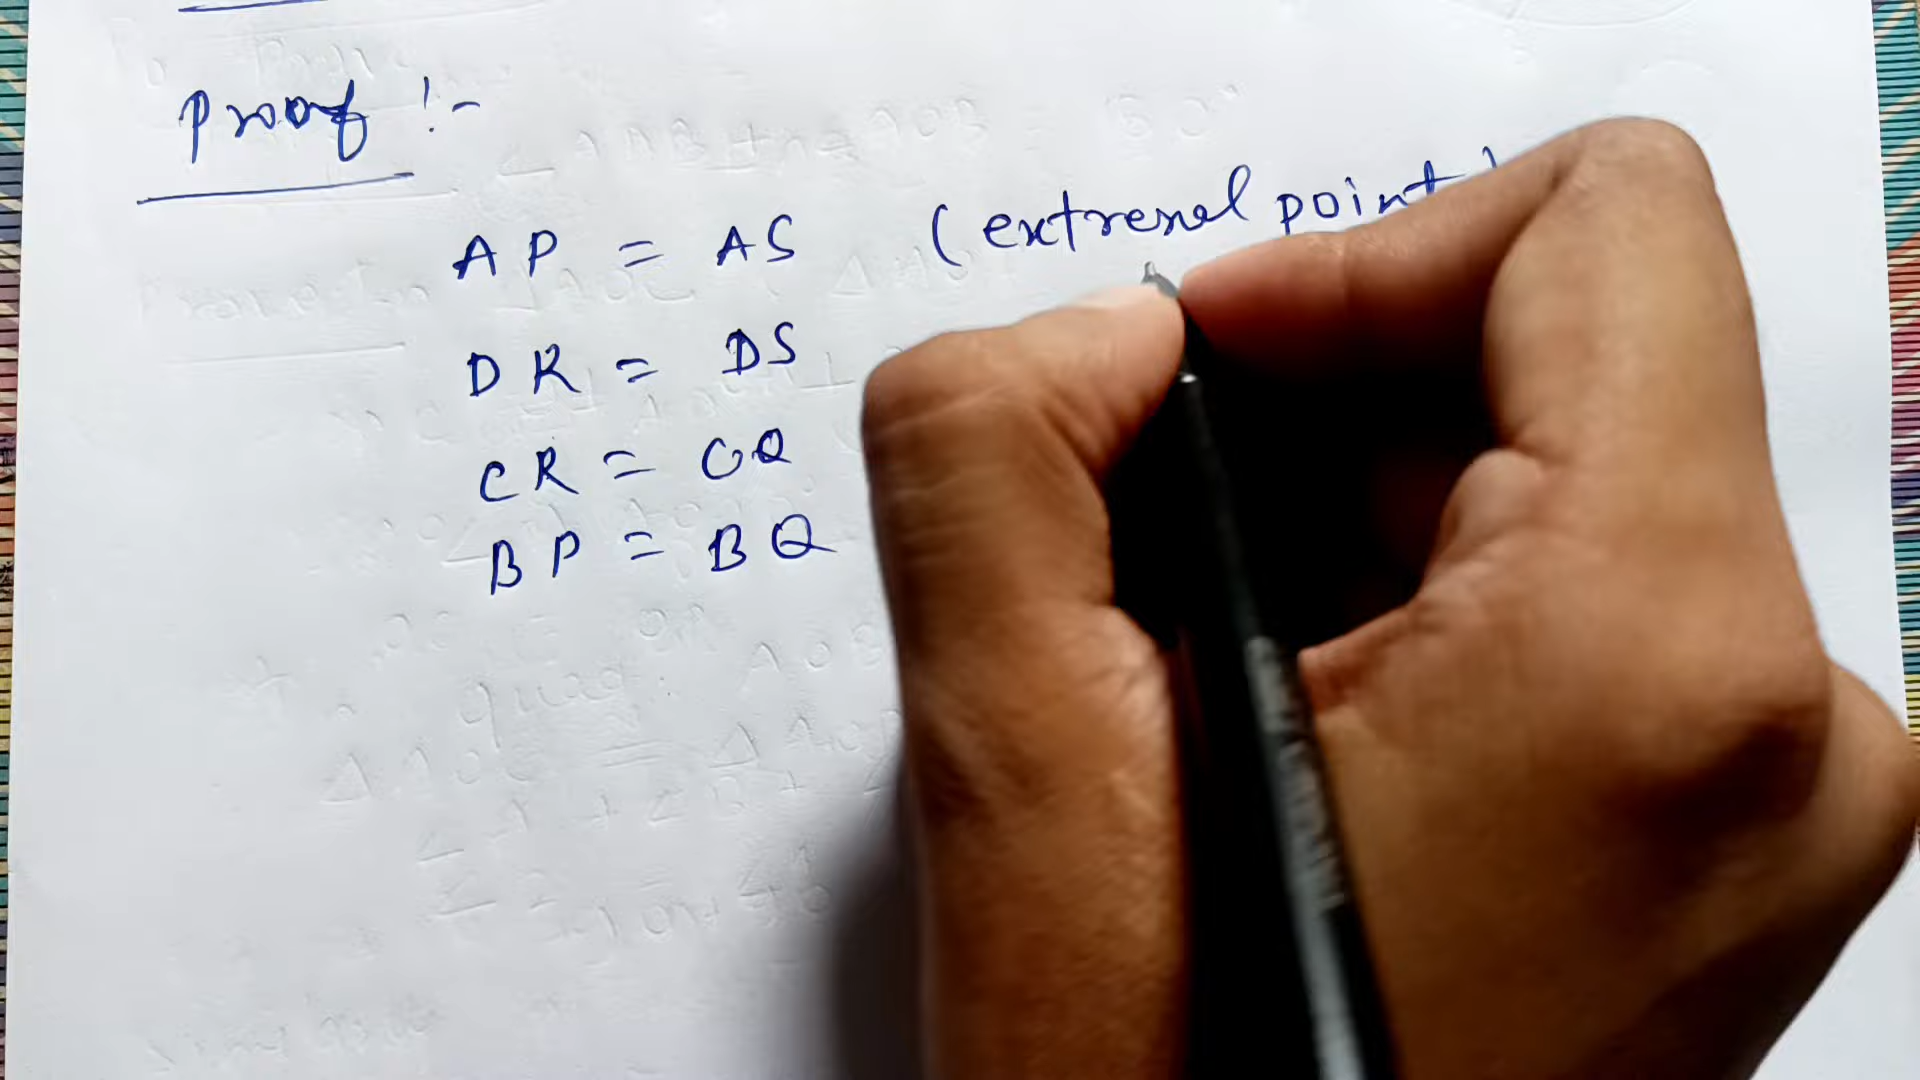 Proof :-
AP = AS (extrenal point)
DR = DS
CR = CQ
BP = BQ